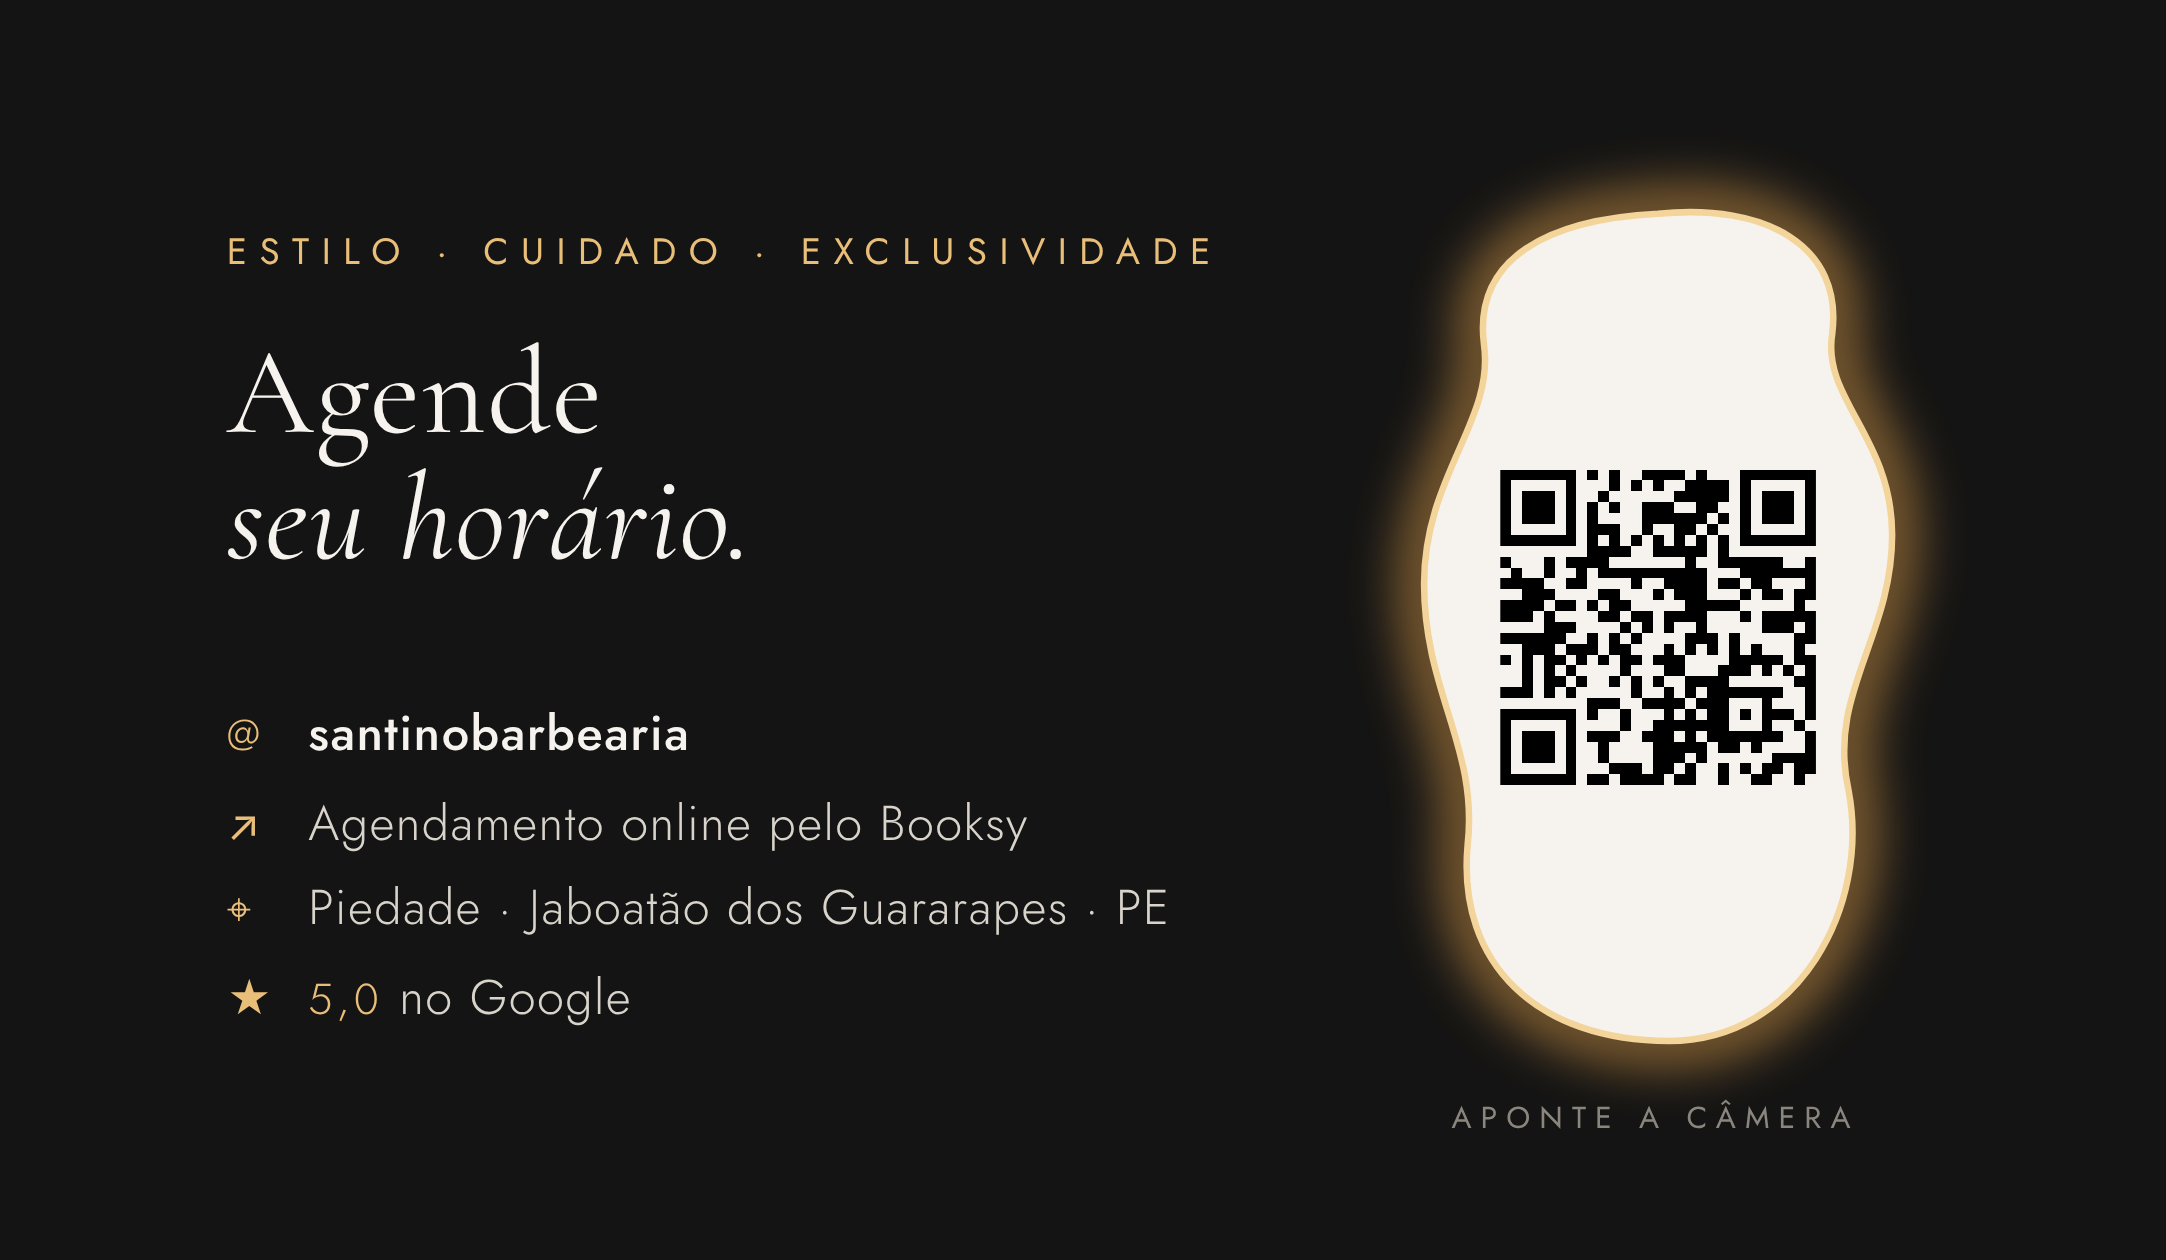 ESTILO · CUIDADO · EXCLUSIVIDADE
Agende
seu horário.
@ santinobarbearia
↗ Agendamento online pelo Booksy
⌖ Piedade · Jaboatão dos Guararapes · PE
★ 5,0 no Google
APONTE A CÂMERA